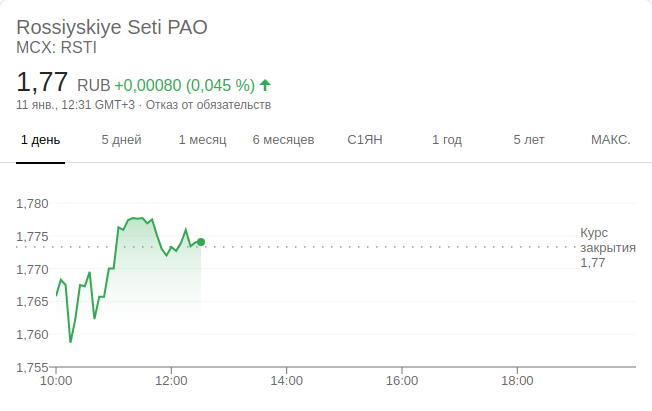 Rossiyskiye Seti PAO
MCX: RSTI
1,77 RUB +0,00080 (0,045 %)
11 янв., 12:31 GMT+3 · Отказ от обязательств
1 день 5 дней 1 месяц 6 месяцев С1ЯН 1 год 5 лет МАКС.
1,780
1,775
1,770
1,765
1,760
1,755
Курс
закрытия
1,77
10:00 12:00 14:00 16:00 18:00